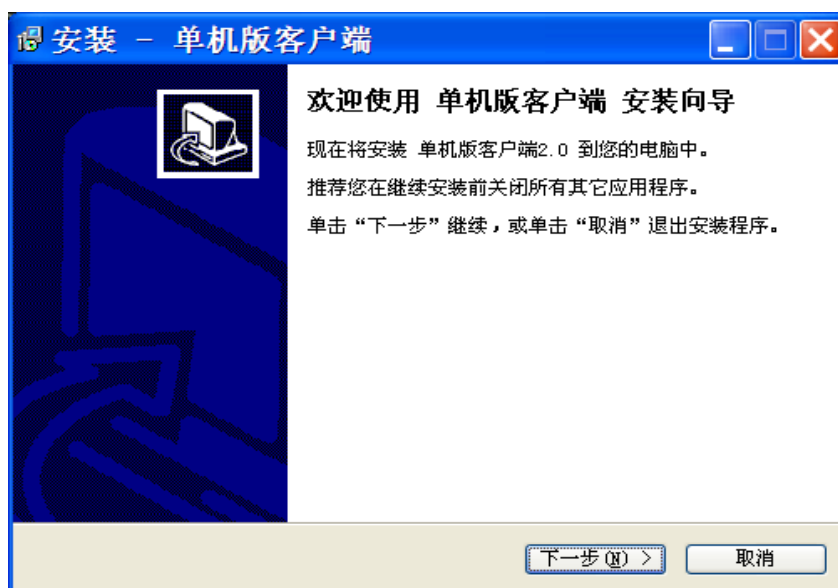 安装 - 单机版客户端
欢迎使用 单机版客户端 安装向导
现在将安装 单机版客户端2.0 到您的电脑中。
推荐您在继续安装前关闭所有其它应用程序。
单击“下一步”继续，或单击“取消”退出安装程序。
下一步(N) >
取消